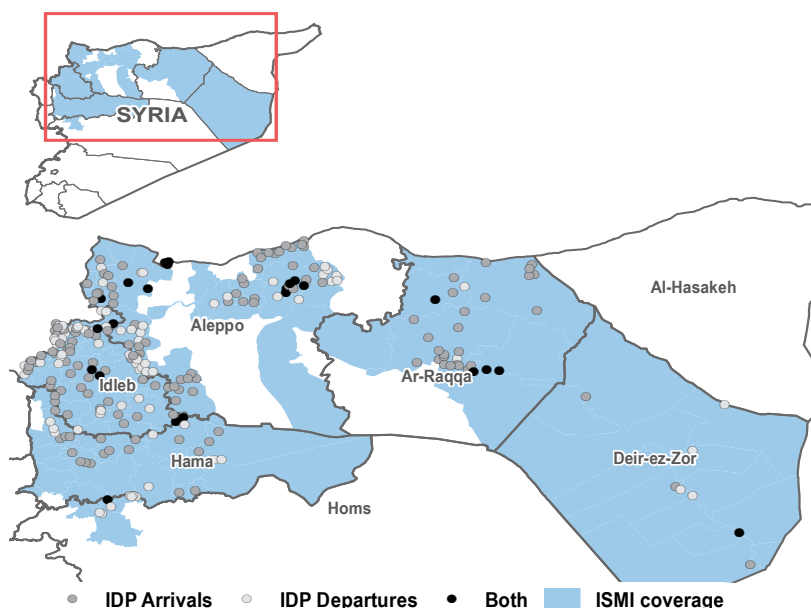 SYRIA
Al-Hasakeh
Aleppo
Ar-Raqqa
Idleb
Deir-ez-Zor
Hama
Homs
IDP Arrivals IDP Departures Both ISMI coverage